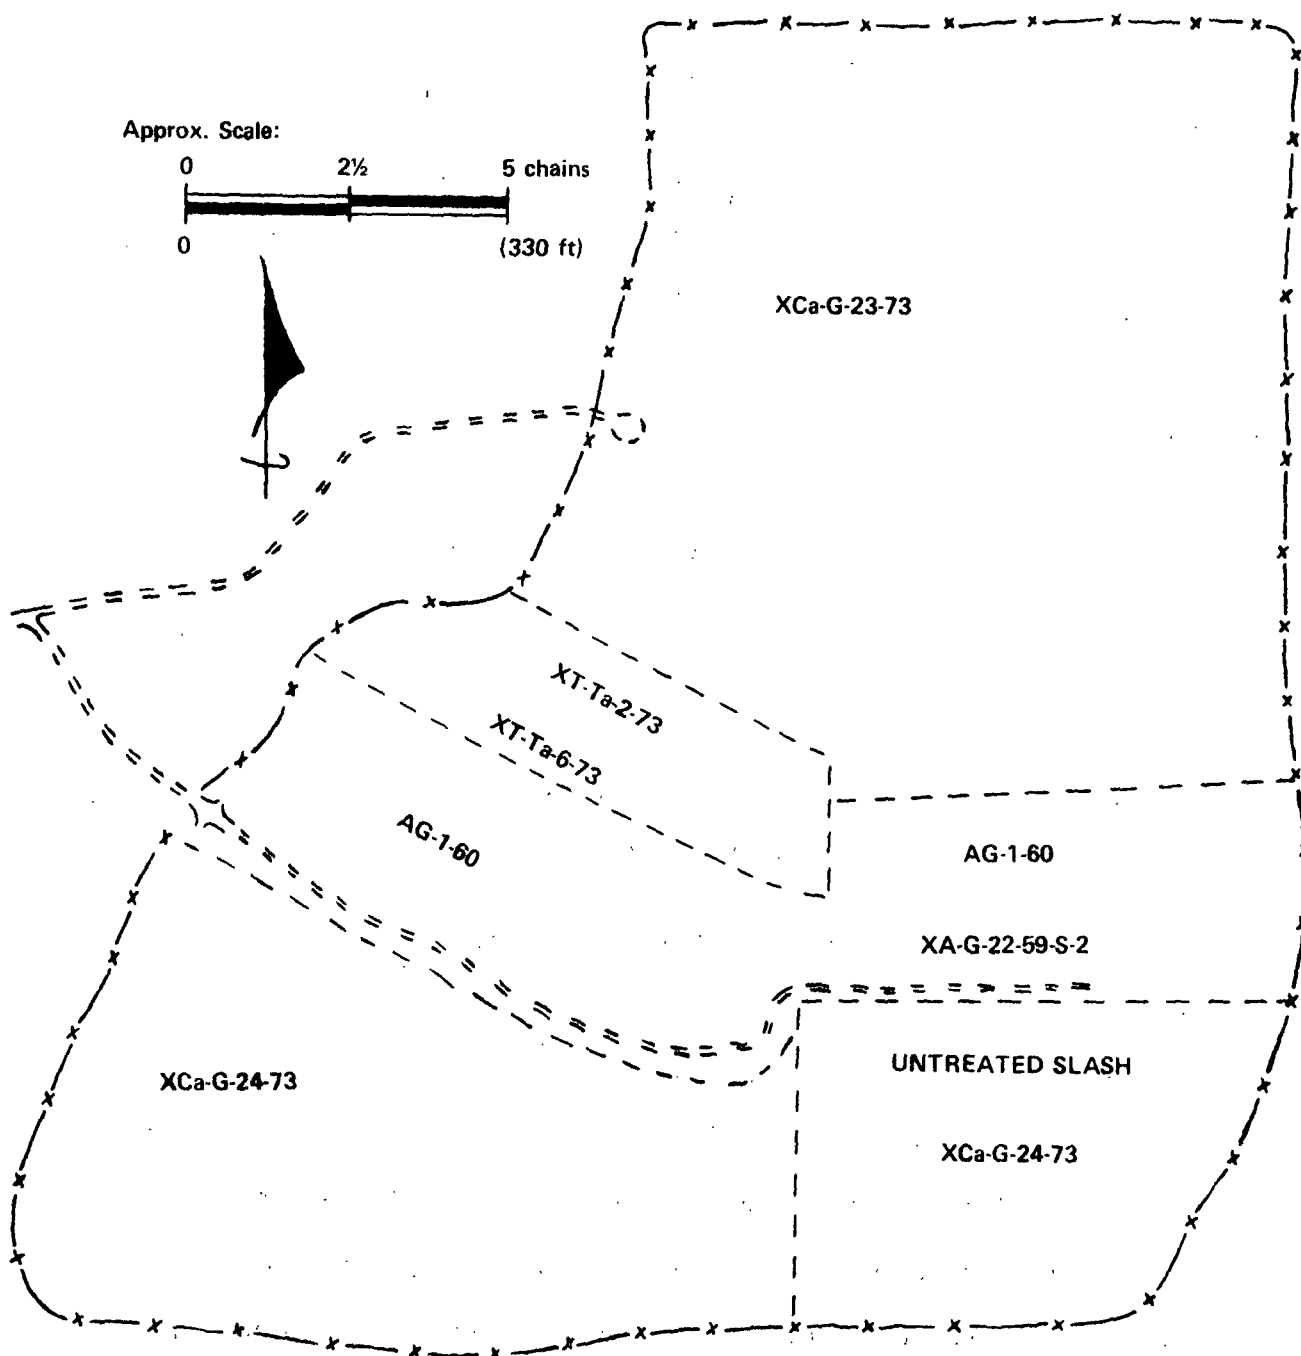 Approx. Scale:
0 2½ 5 chains
0 (330 ft)
XCa-G-23-73
XT-Ta-2-73
XT-Ta-6-73
AG-1-60
AG-1-60
XA-G-22-59-S-2
UNTREATED SLASH
XCa-G-24-73
XCa-G-24-73